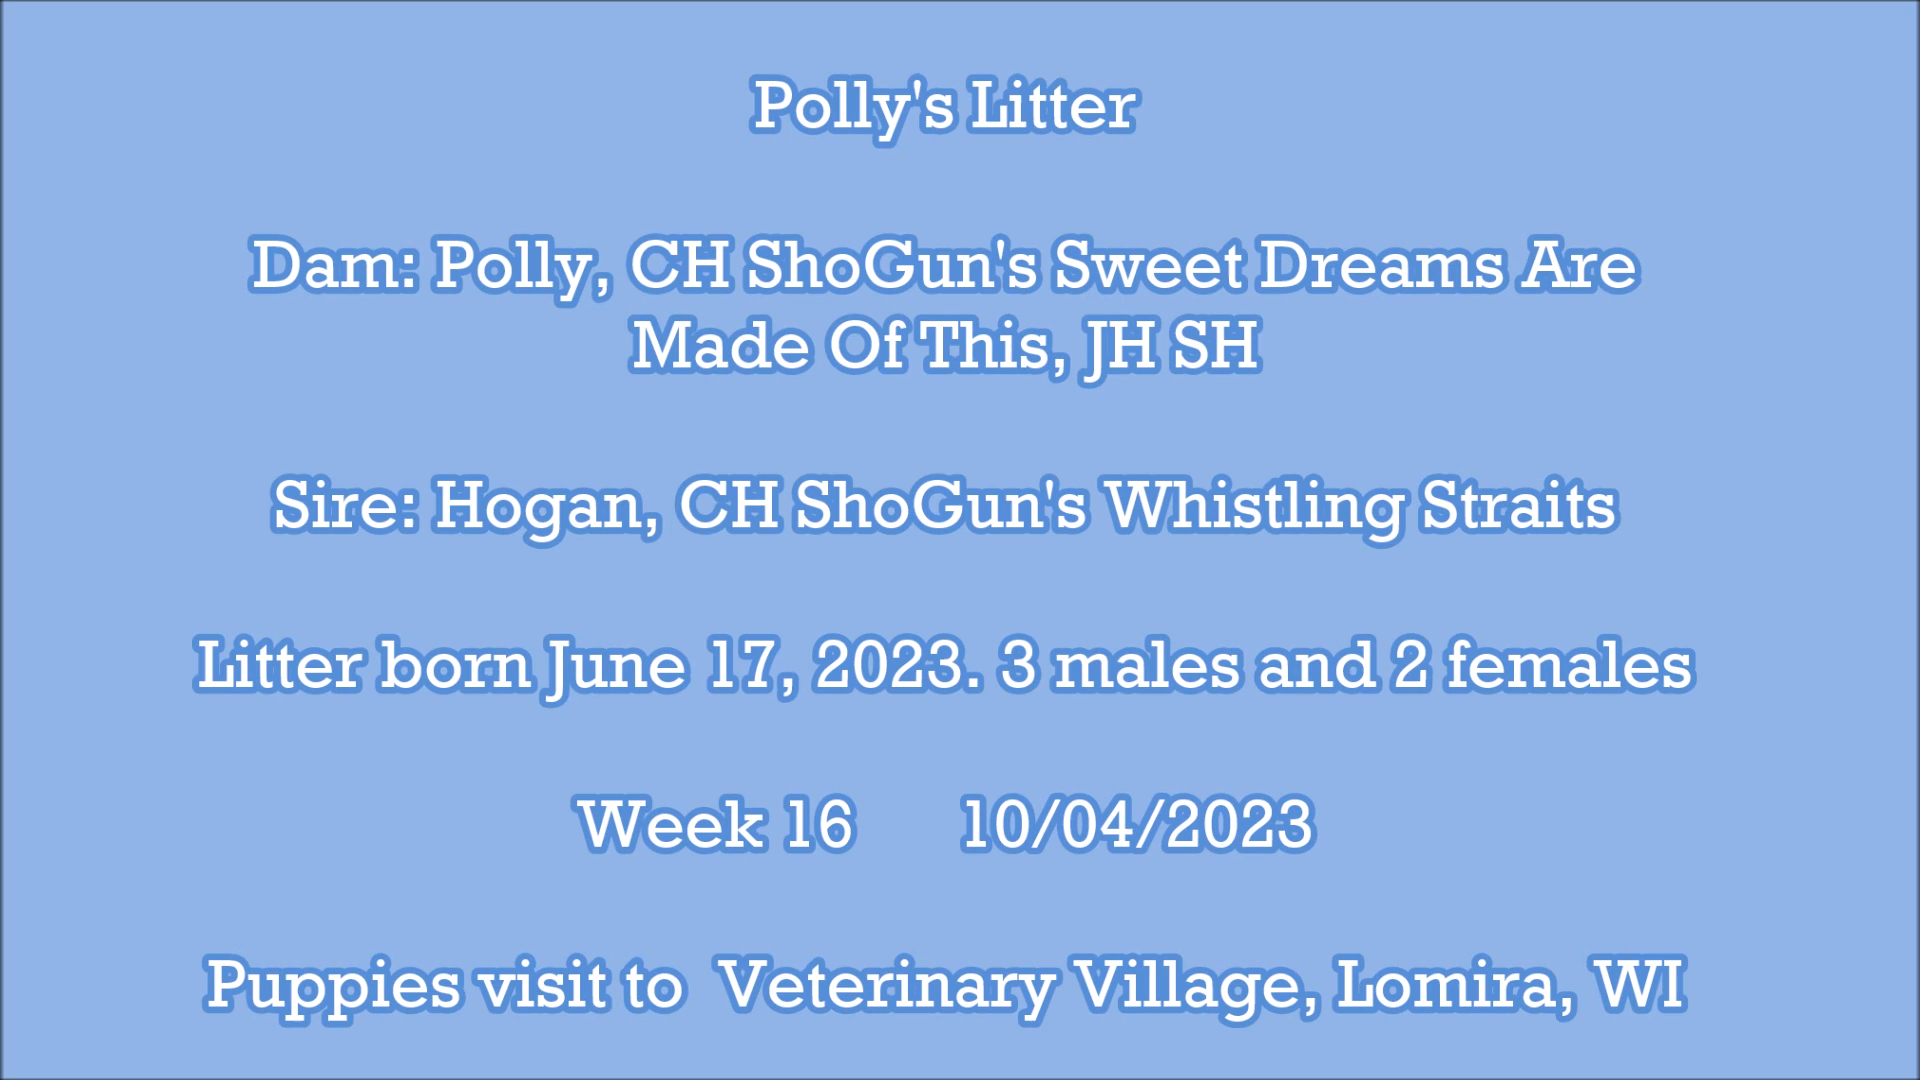 Polly's Litter
Dam: Polly, CH ShoGun's Sweet Dreams Are
Made Of This, JH SH
Sire: Hogan, CH ShoGun's Whistling Straits
Litter born June 17, 2023. 3 males and 2 females
Week 16 10/04/2023
Puppies visit to Veterinary Village, Lomira, WI